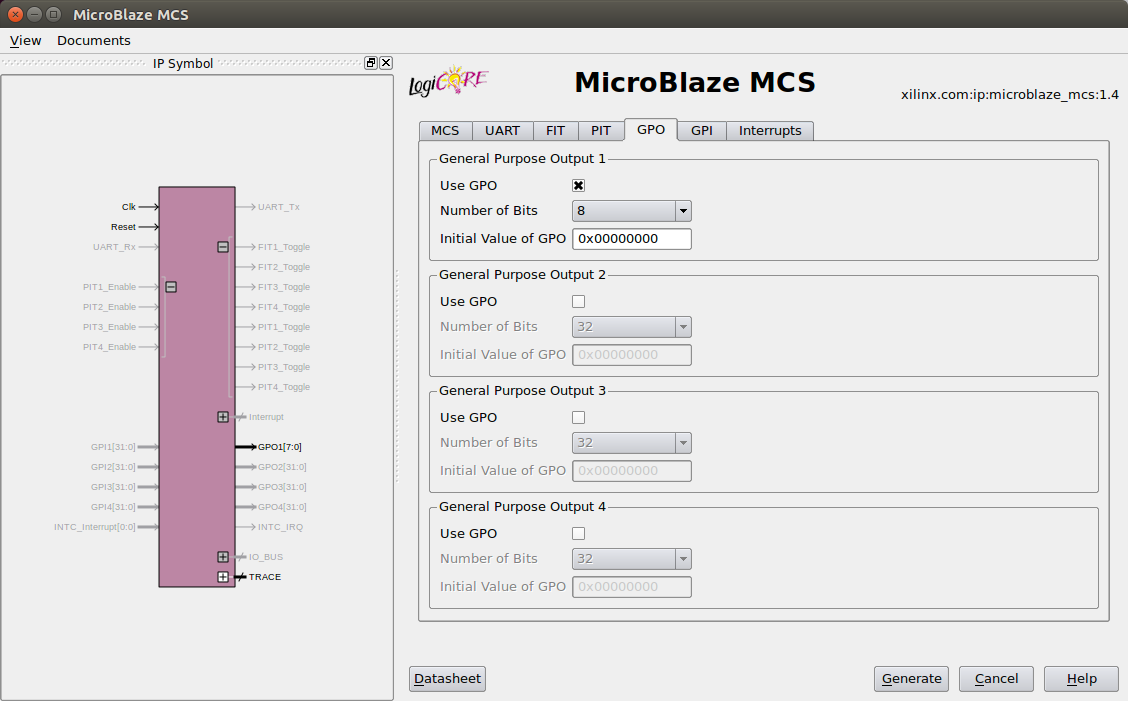 MicroBlaze MCS
View Documents
IP Symbol
LogiCORE
MicroBlaze MCS
xilinx.com:ip:microblaze_mcs:1.4
MCS UART FIT PIT GPO GPI Interrupts
Clk
Reset
UART_Rx
PIT1_Enable
PIT2_Enable
PIT3_Enable
PIT4_Enable
GPI1[31:0]
GPI2[31:0]
GPI3[31:0]
GPI4[31:0]
INTC_Interrupt[0:0]
UART_Tx
FIT1_Toggle
FIT2_Toggle
FIT3_Toggle
FIT4_Toggle
PIT1_Toggle
PIT2_Toggle
PIT3_Toggle
PIT4_Toggle
Interrupt
GPO1[7:0]
GPO2[31:0]
GPO3[31:0]
GPO4[31:0]
INTC_IRQ
IO_BUS
TRACE
General Purpose Output 1
Use GPO
Number of Bits 8
Initial Value of GPO 0x00000000
General Purpose Output 2
Use GPO
Number of Bits 32
Initial Value of GPO 0x00000000
General Purpose Output 3
Use GPO
Number of Bits 32
Initial Value of GPO 0x00000000
General Purpose Output 4
Use GPO
Number of Bits 32
Initial Value of GPO 0x00000000
Datasheet Generate Cancel Help